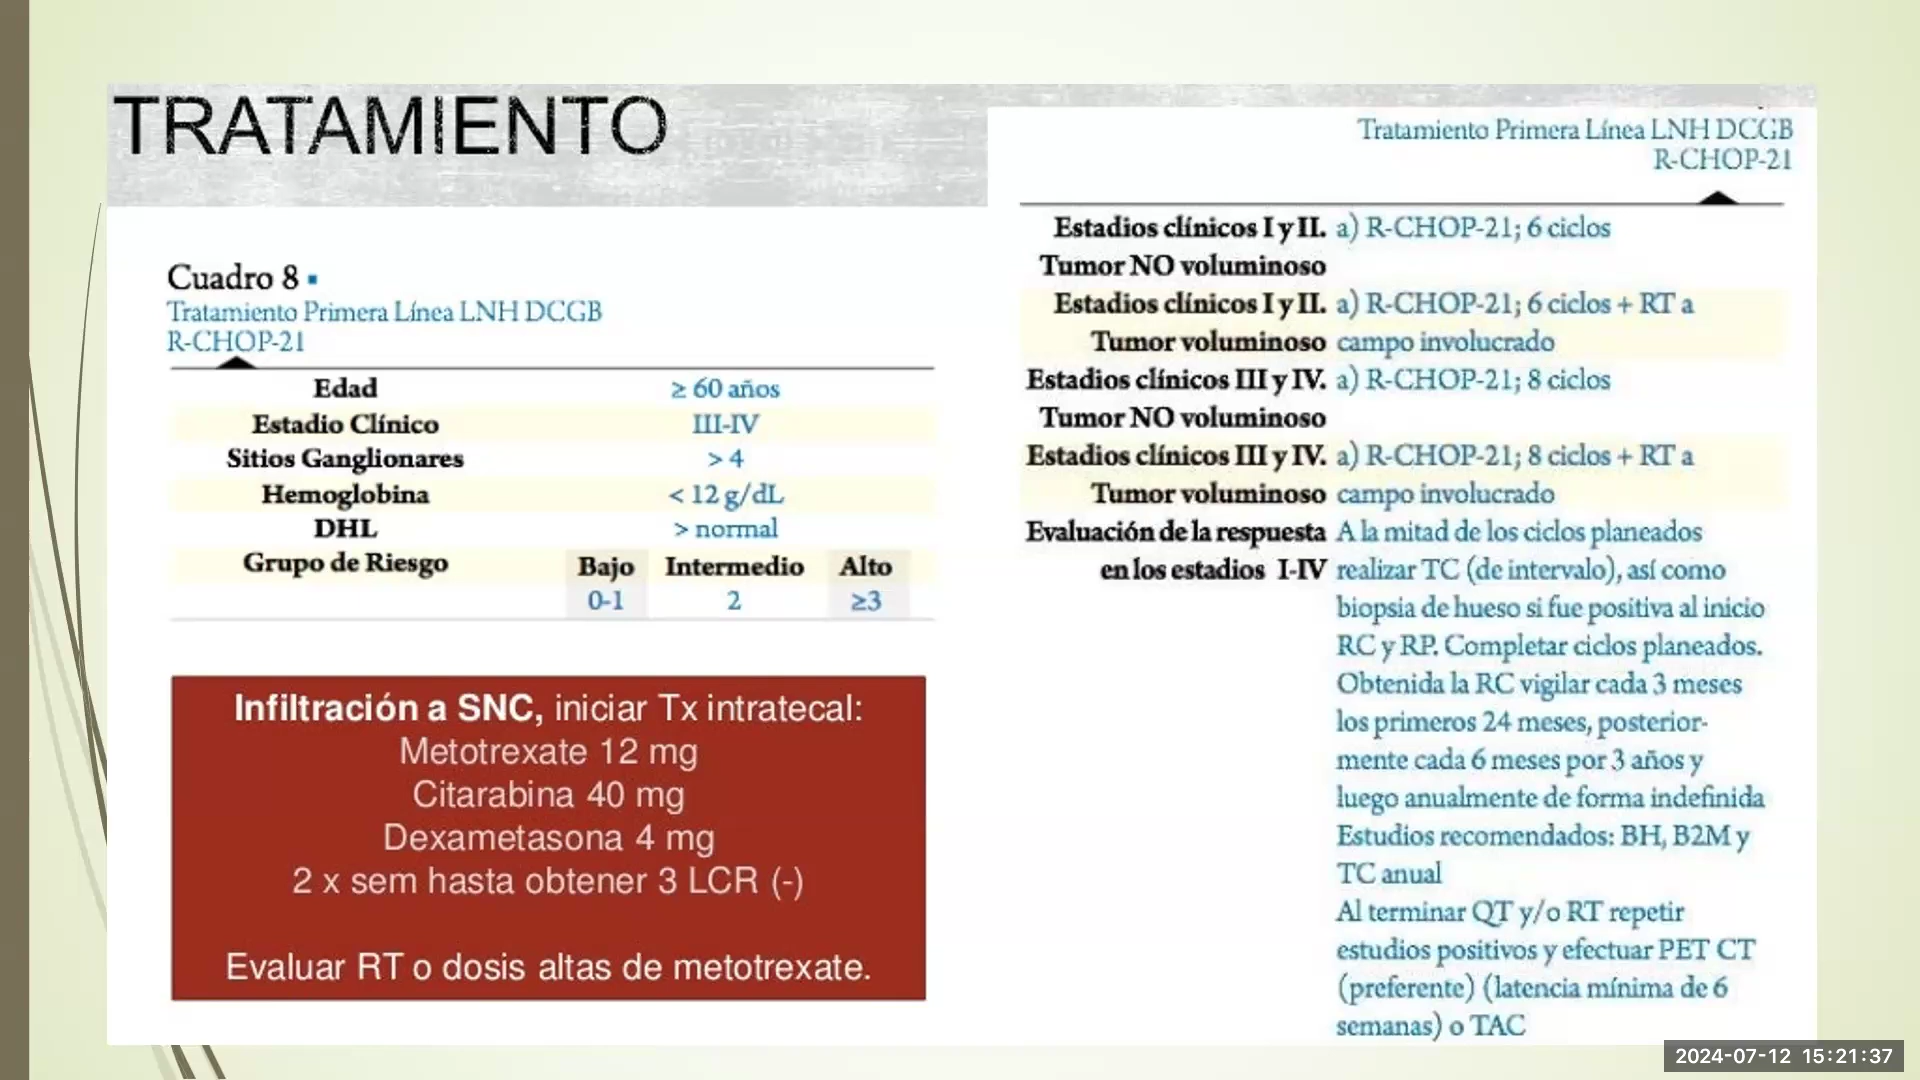 TRATAMIENTO
Cuadro 8 ▪
Tratamiento Primera Línea LNH DCGB
R-CHOP-21
Edad ≥ 60 años
Estadio Clínico III-IV
Sitios Ganglionares > 4
Hemoglobina < 12 g/dL
DHL > normal
Grupo de Riesgo Bajo Intermedio Alto
0-1 2 ≥3
Infiltración a SNC, iniciar Tx intratecal:
Metotrexate 12 mg
Citarabina 40 mg
Dexametasona 4 mg
2 x sem hasta obtener 3 LCR (-)
Evaluar RT o dosis altas de metotrexate.
Tratamiento Primera Línea LNH DCGB
R-CHOP-21
Estadios clínicos I y II. a) R-CHOP-21; 6 ciclos
Tumor NO voluminoso
Estadios clínicos I y II. a) R-CHOP-21; 6 ciclos + RT a
Tumor voluminoso campo involucrado
Estadios clínicos III y IV. a) R-CHOP-21; 8 ciclos
Tumor NO voluminoso
Estadios clínicos III y IV. a) R-CHOP-21; 8 ciclos + RT a
Tumor voluminoso campo involucrado
Evaluación de la respuesta A la mitad de los ciclos planeados
en los estadios I-IV realizar TC (de intervalo), así como
biopsia de hueso si fue positiva al inicio
RC y RP. Completar ciclos planeados.
Obtenida la RC vigilar cada 3 meses
los primeros 24 meses, posterior-
mente cada 6 meses por 3 años y
luego anualmente de forma indefinida
Estudios recomendados: BH, B2M y
TC anual
Al terminar QT y/o RT repetir
estudios positivos y efectuar PET CT
(preferente) (latencia mínima de 6
semanas) o TAC
2024-07-12 15:21:37